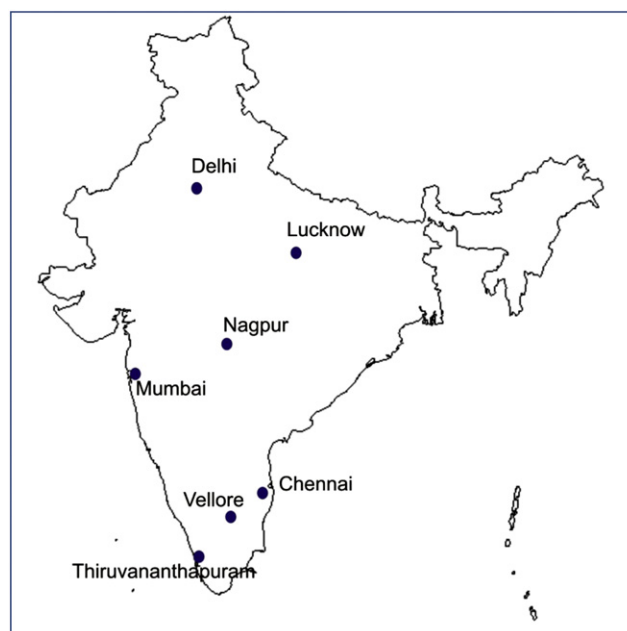 Delhi
Lucknow
Nagpur
Mumbai
Chennai
Vellore
Thiruvananthapuram